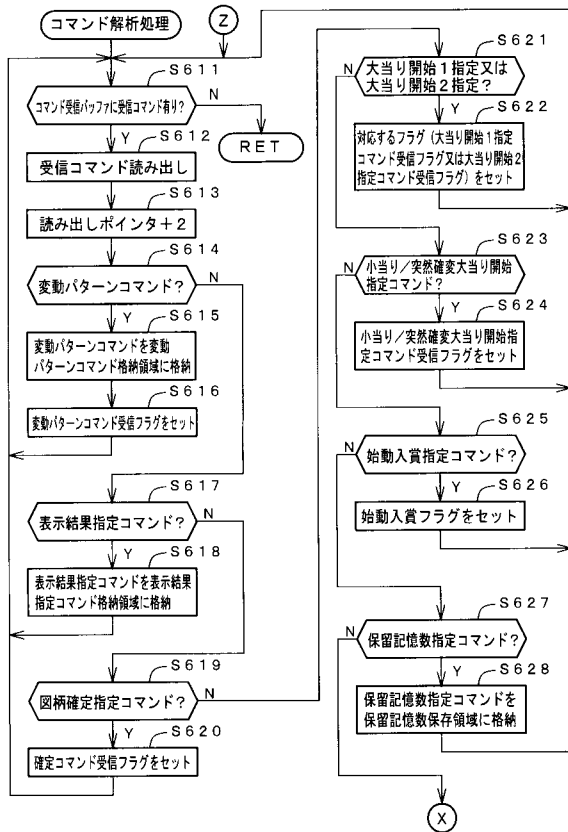 コマンド解析処理
Z
S611
コマンド受信バッファに受信コマンド有り?
N
Y
RET
S612
受信コマンド読み出し
S613
読み出しポインタ+2
S614
変動パターンコマンド?
N
Y
S615
変動パターンコマンドを変動
パターンコマンド格納領域に格納
S616
変動パターンコマンド受信フラグをセット
S617
表示結果指定コマンド?
N
Y
S618
表示結果指定コマンドを表示結果
指定コマンド格納領域に格納
S619
図柄確定指定コマンド?
N
Y
S620
確定コマンド受信フラグをセット
S621
N
大当り開始1指定又は
大当り開始2指定?
Y
S622
対応するフラグ(大当り開始1指定
コマンド受信フラグ又は大当り開始2
指定コマンド受信フラグ)をセット
S623
N
小当り/突然確変大当り開始
指定コマンド?
Y
S624
小当り/突然確変大当り開始指
定コマンド受信フラグをセット
S625
N
始動入賞指定コマンド?
Y
S626
始動入賞フラグをセット
S627
N
保留記憶数指定コマンド?
Y
S628
保留記憶数指定コマンドを
保留記憶数保存領域に格納
X